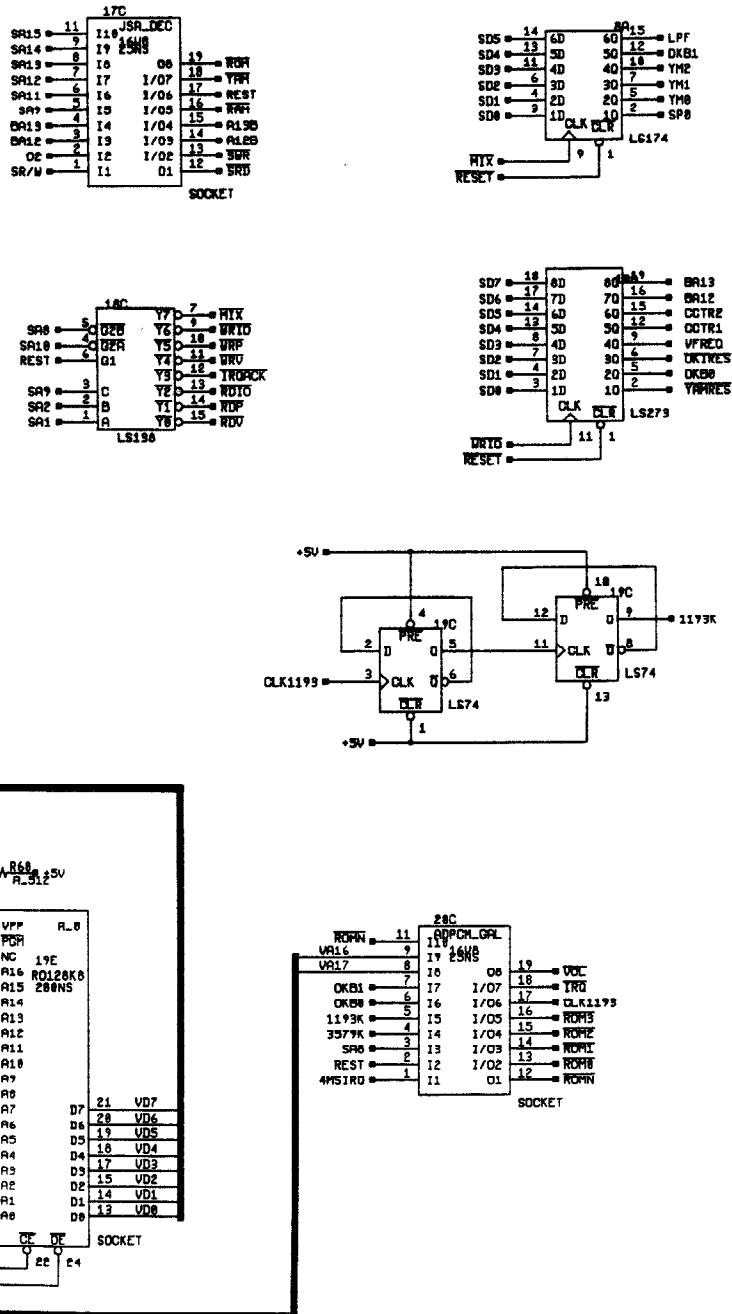 17C
JSA_DEC
16V8
25NS
SA15 11 I10
SA14 9 I9
SA13 8 I8 O8 19 ROM
SA12 7 I7 I/O7 18 YAM
SA11 6 I6 I/O6 17 REST
SA9 5 I5 I/O5 16 RAM
BA13 4 I4 I/O4 15 A13B
BA12 3 I3 I/O3 14 A12B
O2 2 I2 I/O2 13 SWR
SR/W 1 I1 O1 12 SRD
SOCKET
8A
SD5 14 6D 6Q 15 LPF
SD4 13 5D 5Q 12 OKB1
SD3 11 4D 4Q 10 YM2
SD2 6 3D 3Q 7 YM1
SD1 4 2D 2Q 5 YM0
SD0 3 1D 1Q 2 SP0
CLK CLR
LS174
MIX 9 1
RESET
18C
Y7 7 MIX
SA8 5 G2B Y6 9 WRIO
SA10 4 G2A Y5 10 WRP
REST 6 G1 Y4 11 WRV
Y3 12 IRQACK
SA9 3 C Y2 13 RDIO
SA2 2 B Y1 14 RDP
SA1 1 A Y0 15 RDV
LS138
SD7 18 8D 8Q 19 BA13
SD6 17 7D 7Q 16 BA12
SD5 14 6D 6Q 15 CCTR2
SD4 13 5D 5Q 12 CCTR1
SD3 8 4D 4Q 9 VFREQ
SD2 7 3D 3Q 6 OKIRES
SD1 4 2D 2Q 5 OKB0
SD0 3 1D 1Q 2 YAMRES
CLK CLR LS273
WRIO 11 1
RESET
+5V
4 19C
PRE
2 D Q 5
CLK1193 3 CLK Q 6
CLR LS74
1
+5V
10 19C
PRE
12 D Q 9 1193K
11 CLK Q 8
CLR LS74
13
R60 +5V
R_512
VPP R_0
PGM
NC 19E
A16 RO128K8
A15 200NS
A14
A13
A12
A11
A10
A9
A8
A7 D7 21 VD7
A6 D6 20 VD6
A5 D5 19 VD5
A4 D4 18 VD4
A3 D3 17 VD3
A2 D2 15 VD2
A1 D1 14 VD1
A0 D0 13 VD0
CE OE SOCKET
22 24
20C
ADPCM_GAL
16V8
25NS
ROMN 11 I10
VA16 9 I9
VA17 8 I8 O8 19 VOL
OKB1 7 I7 I/O7 18 IRQ
OKB0 6 I6 I/O6 17 CLK1193
1193K 5 I5 I/O5 16 ROM3
3579K 4 I4 I/O4 15 ROM2
SA0 3 I3 I/O3 14 ROM1
REST 2 I2 I/O2 13 ROM0
4MSIRQ 1 I1 O1 12 ROMN
SOCKET